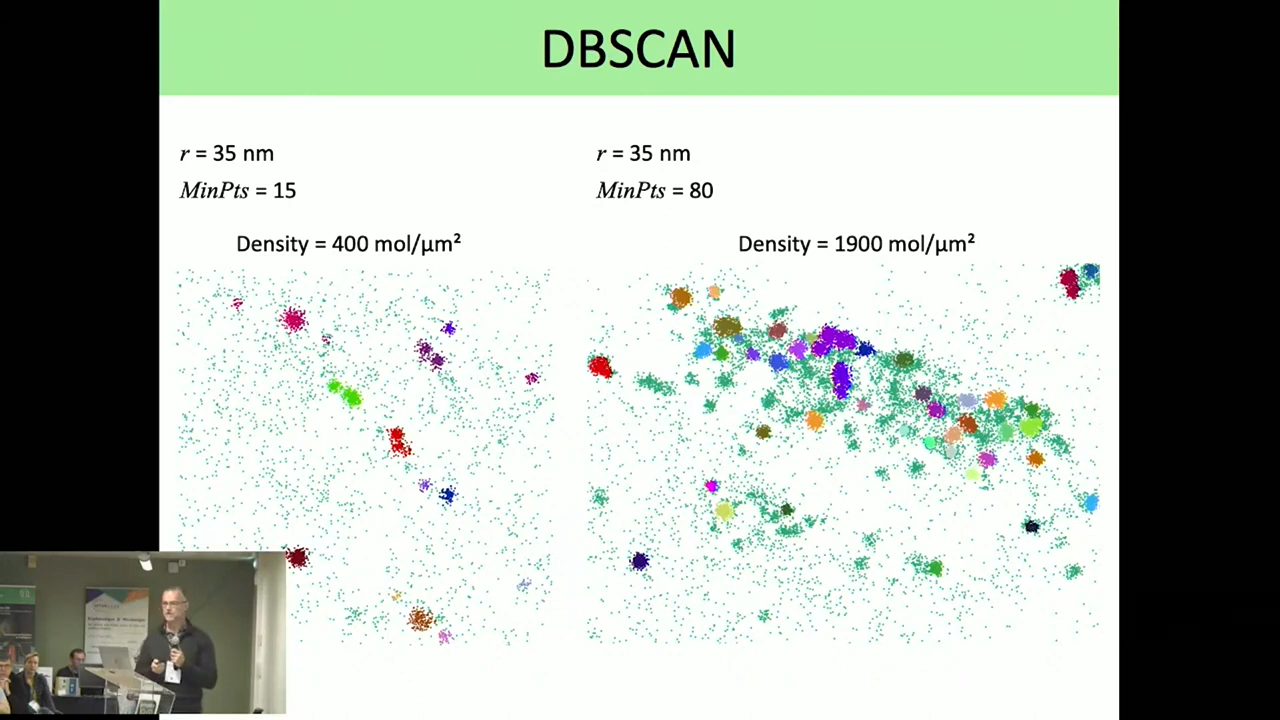 DBSCAN
r = 35 nm
MinPts = 15
Density = 400 mol/μm²
r = 35 nm
MinPts = 80
Density = 1900 mol/μm²